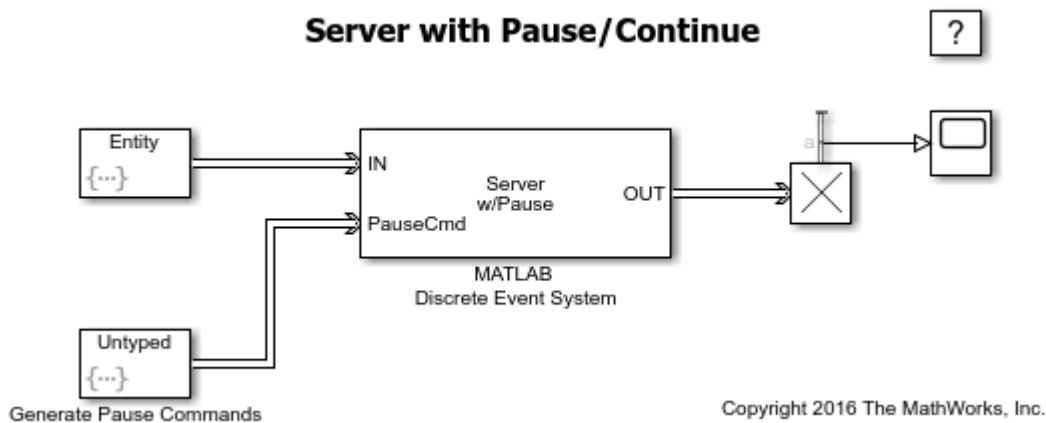 Server with Pause/Continue
?
Entity
{...}
IN
Server
w/Pause
OUT
PauseCmd
a
MATLAB
Discrete Event System
Untyped
{...}
Generate Pause Commands
Copyright 2016 The MathWorks, Inc.